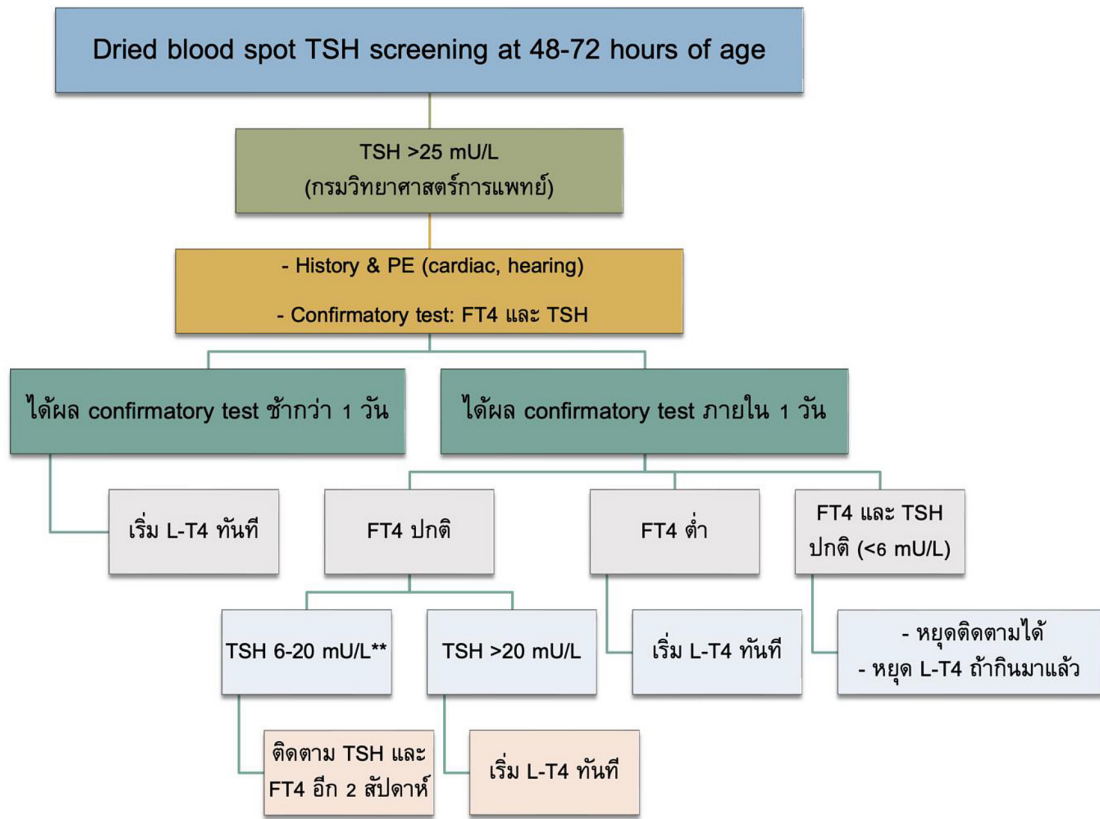 Dried blood spot TSH screening at 48-72 hours of age
TSH >25 mU/L
(กรมวิทยาศาสตร์การแพทย์)
- History & PE (cardiac, hearing)
- Confirmatory test: FT4 และ TSH
ได้ผล confirmatory test ช้ากว่า 1 วัน
ได้ผล confirmatory test ภายใน 1 วัน
เริ่ม L-T4 ทันที
FT4 ปกติ
FT4 ต่ำ
FT4 และ TSH
ปกติ (<6 mU/L)
TSH 6-20 mU/L**
TSH >20 mU/L
เริ่ม L-T4 ทันที
- หยุดติดตามได้
- หยุด L-T4 ถ้ากินมาแล้ว
ติดตาม TSH และ
FT4 อีก 2 สัปดาห์
เริ่ม L-T4 ทันที